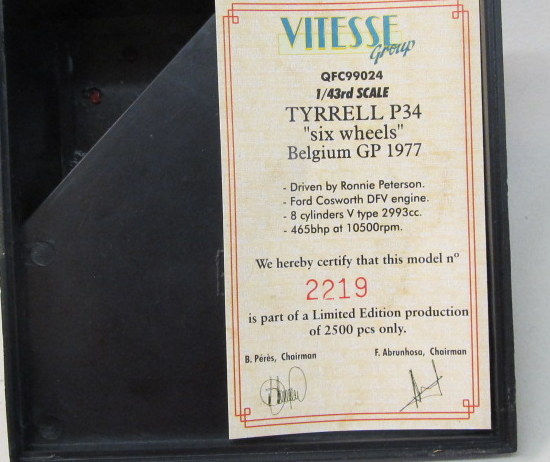 VITESSE
Group
QFC99024
1/43rd SCALE
TYRRELL P34
"six wheels"
Belgium GP 1977
- Driven by Ronnie Peterson.
- Ford Cosworth DFV engine.
- 8 cylinders V type 2993cc.
- 465bhp at 10500rpm.
We hereby certify that this model nº
2219
is part of a Limited Edition production
of 2500 pcs only.
B. Pérès, Chairman F. Abrunhosa, Chairman